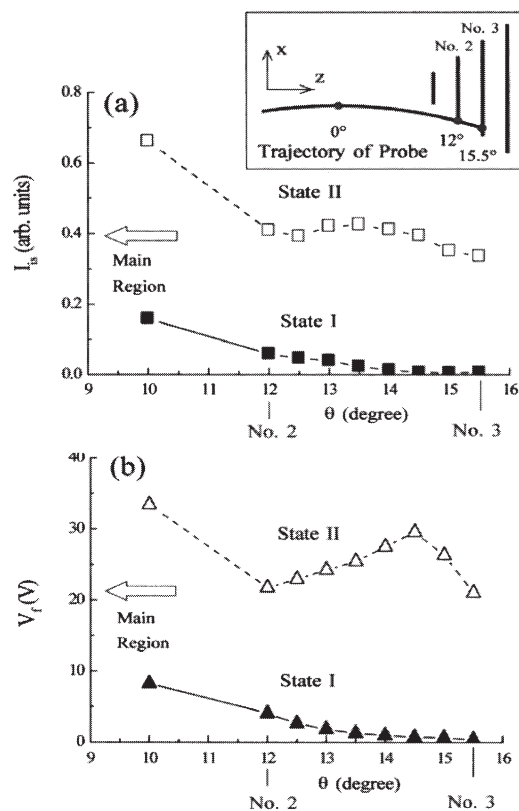 No. 3
No. 2
X
Z
0°
12°
15.5°
Trajectory of Probe
(a)
0.8
0.6
0.4
0.2
0.0
I_is (arb. units)
State II
Main
Region
State I
9 10 11 12 13 14 15 16
θ (degree)
No. 2
No. 3
(b)
40
30
20
10
0
V_f (V)
State II
Main
Region
State I
9 10 11 12 13 14 15 16
θ (degree)
No. 2
No. 3